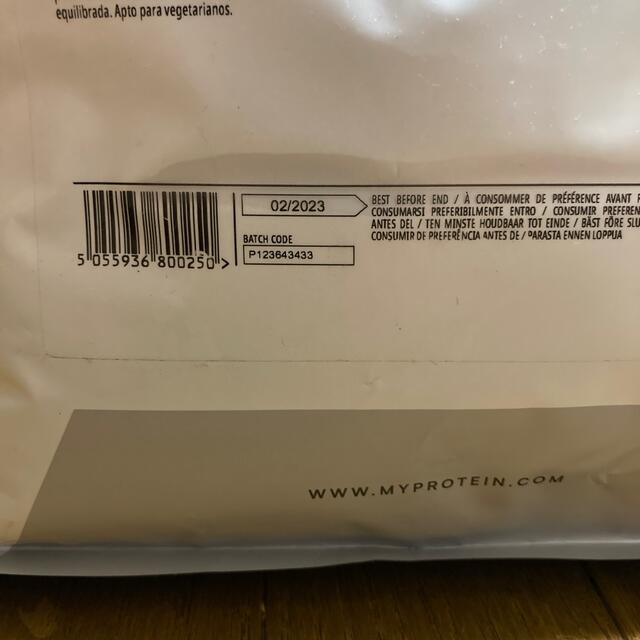 equilibrada. Apto para vegetarianos.
02/2023
BEST BEFORE END / À CONSOMMER DE PRÉFÉRENCE AVANT
CONSUMARSI PREFERIBILMENTE ENTRO / CONSUMIR PREFEREN
ANTES DEL / TEN MINSTE HOUDBAAR TOT EINDE / BÄST FÖRE SLU
CONSUMIR DE PREFERÊNCIA ANTES DE / PARASTA ENNEN LOPPUA
BATCH CODE
P123643433
5 055936 800250 >
WWW.MYPROTEIN.COM